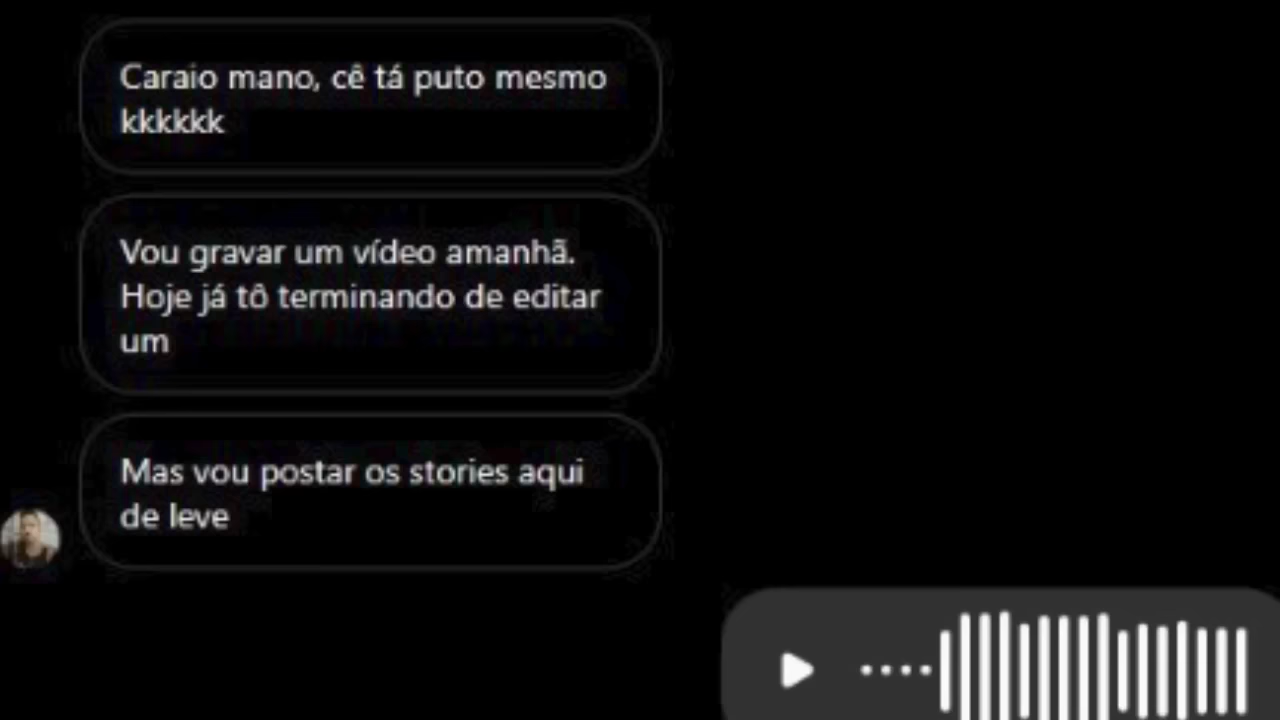 Caraio mano, cê tá puto mesmo
kkkkkk
Vou gravar um vídeo amanhã.
Hoje já tô terminando de editar
um
Mas vou postar os stories aqui
de leve